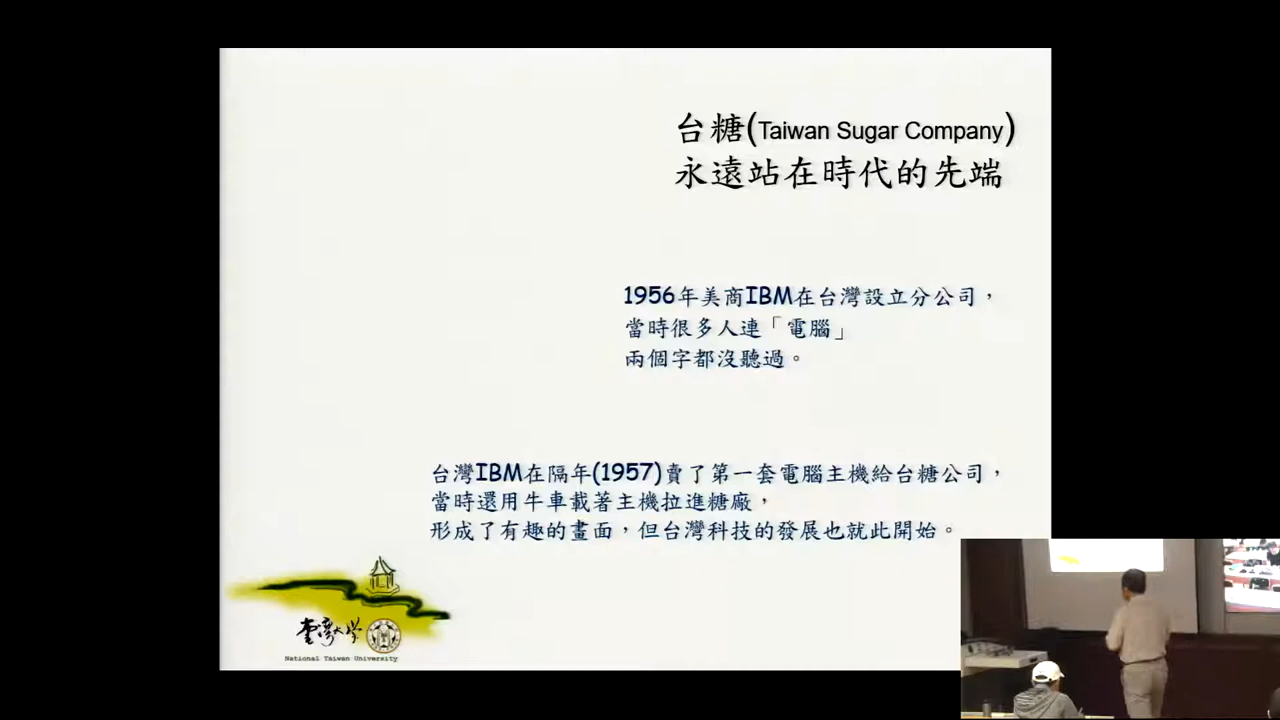 台糖(Taiwan Sugar Company)
永遠站在時代的先端
1956年美商IBM在台灣設立分公司，
當時很多人連「電腦」
兩個字都沒聽過。
台灣IBM在隔年(1957)賣了第一套電腦主機給台糖公司，
當時還用牛車載著主機拉進糖廠，
形成了有趣的畫面，但台灣科技的發展也就此開始。
臺灣大學
National Taiwan University